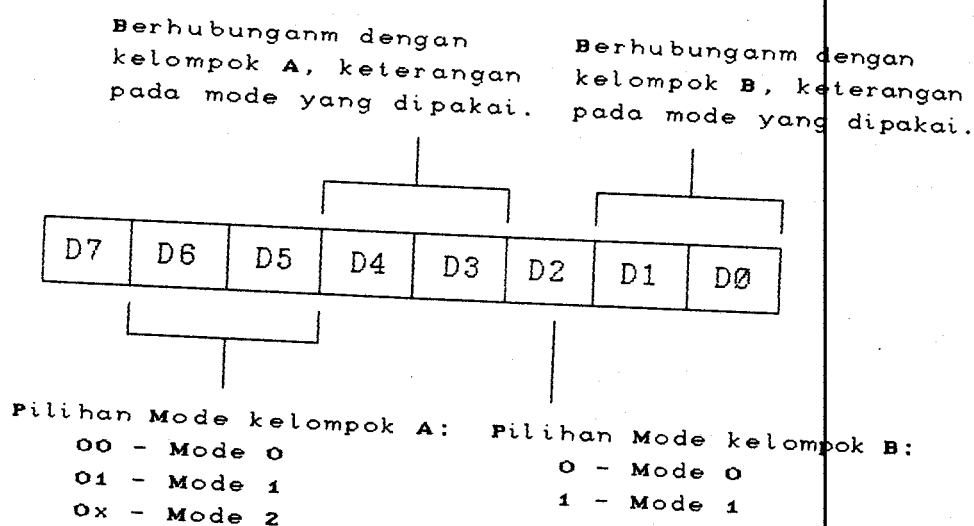 Berhubunganm dengan
kelompok A, keterangan
pada mode yang dipakai.
Berhubunganm dengan
kelompok B, keterangan
pada mode yang dipakai.
D7 D6 D5 D4 D3 D2 D1 D0
Pilihan Mode kelompok A:
00 - Mode 0
01 - Mode 1
0x - Mode 2
Pilihan Mode kelompok B:
0 - Mode 0
1 - Mode 1